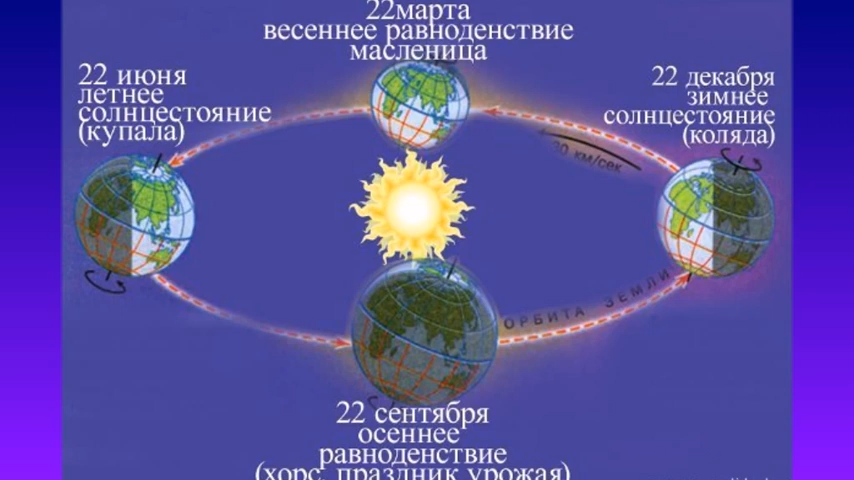 22марта
весеннее равноденствие
масленица
22 июня
летнее
солнцестояние
(купала)
22 декабря
зимнее
солнцестояние
(коляда)
30 км/сек
ОРБИТА ЗЕМЛИ
22 сентября
осеннее
равноденствие
(хорс, праздник урожая)